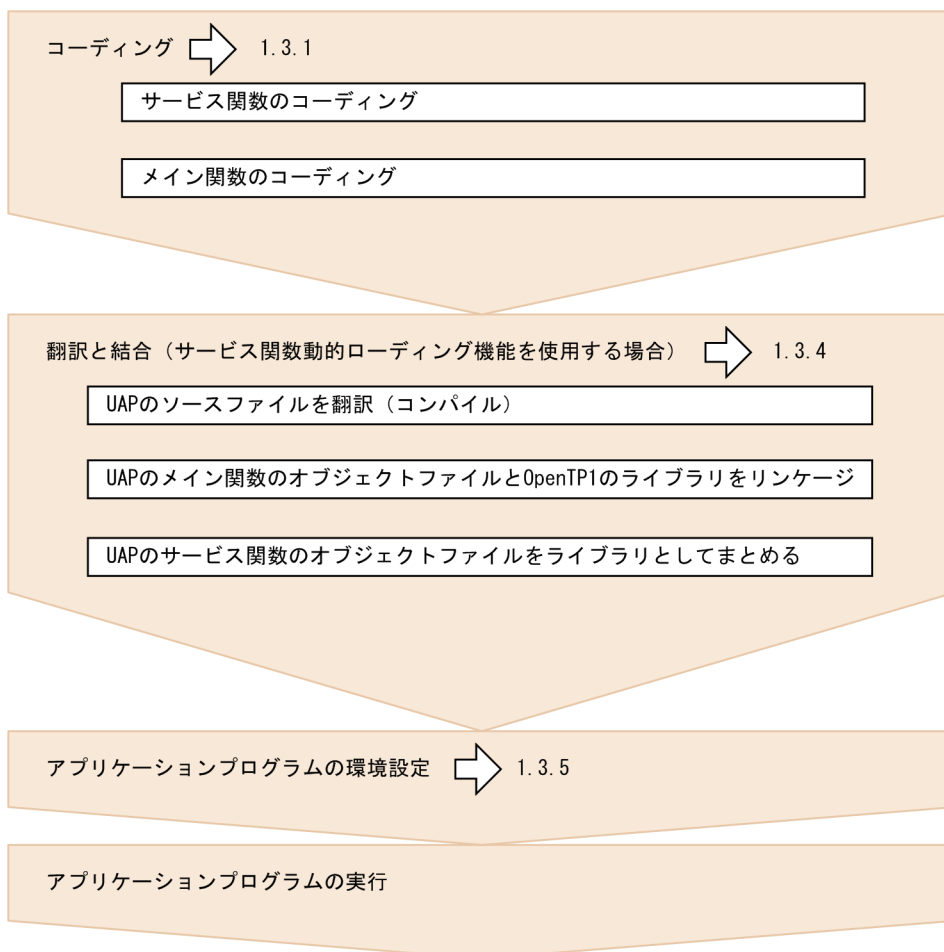 コーディング 1.3.1
サービス関数のコーディング
メイン関数のコーディング
翻訳と結合（サービス関数動的ローディング機能を使用する場合） 1.3.4
UAPのソースファイルを翻訳（コンパイル）
UAPのメイン関数のオブジェクトファイルとOpenTP1のライブラリをリンケージ
UAPのサービス関数のオブジェクトファイルをライブラリとしてまとめる
アプリケーションプログラムの環境設定 1.3.5
アプリケーションプログラムの実行